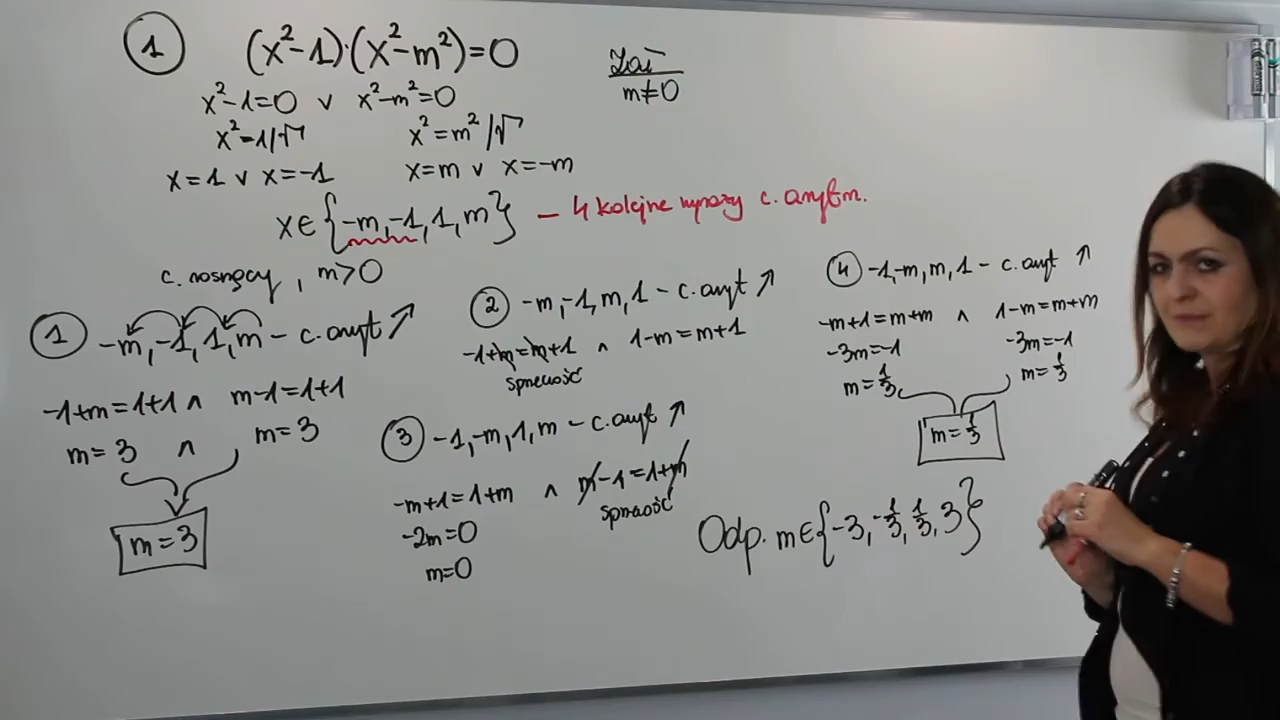 1 (x²-1)·(x²-m²)=0
Zał
m≠0
x²-1=0 v x²-m²=0
x²=1/√ x²=m²/√
x=1 v x=-1 x=m v x=-m
x∈{-m,-1,1,m} – 4 kolejne wyrazy c. arytm.
c. rosnący, m>0
1 -m,-1,1,m – c. aryt ↗
-1+m=1+1 ∧ m-1=1+1
m=3 ∧ m=3
m=3
2 -m,-1,m,1 – c. aryt ↗
-1+m=m+1 ∧ 1-m=m+1
sprzeczność
3 -1,-m,1,m – c. aryt ↗
-m+1=1+m ∧ m-1=1+m
sprzeczność
-2m=0
m=0
4 -1,-m,m,1 – c. aryt ↗
-m+1=m+m ∧ 1-m=m+m
-3m=-1 -3m=-1
m=1/3 m=1/3
m=1/3
Odp. m∈{-3,-1/3,1/3,3}